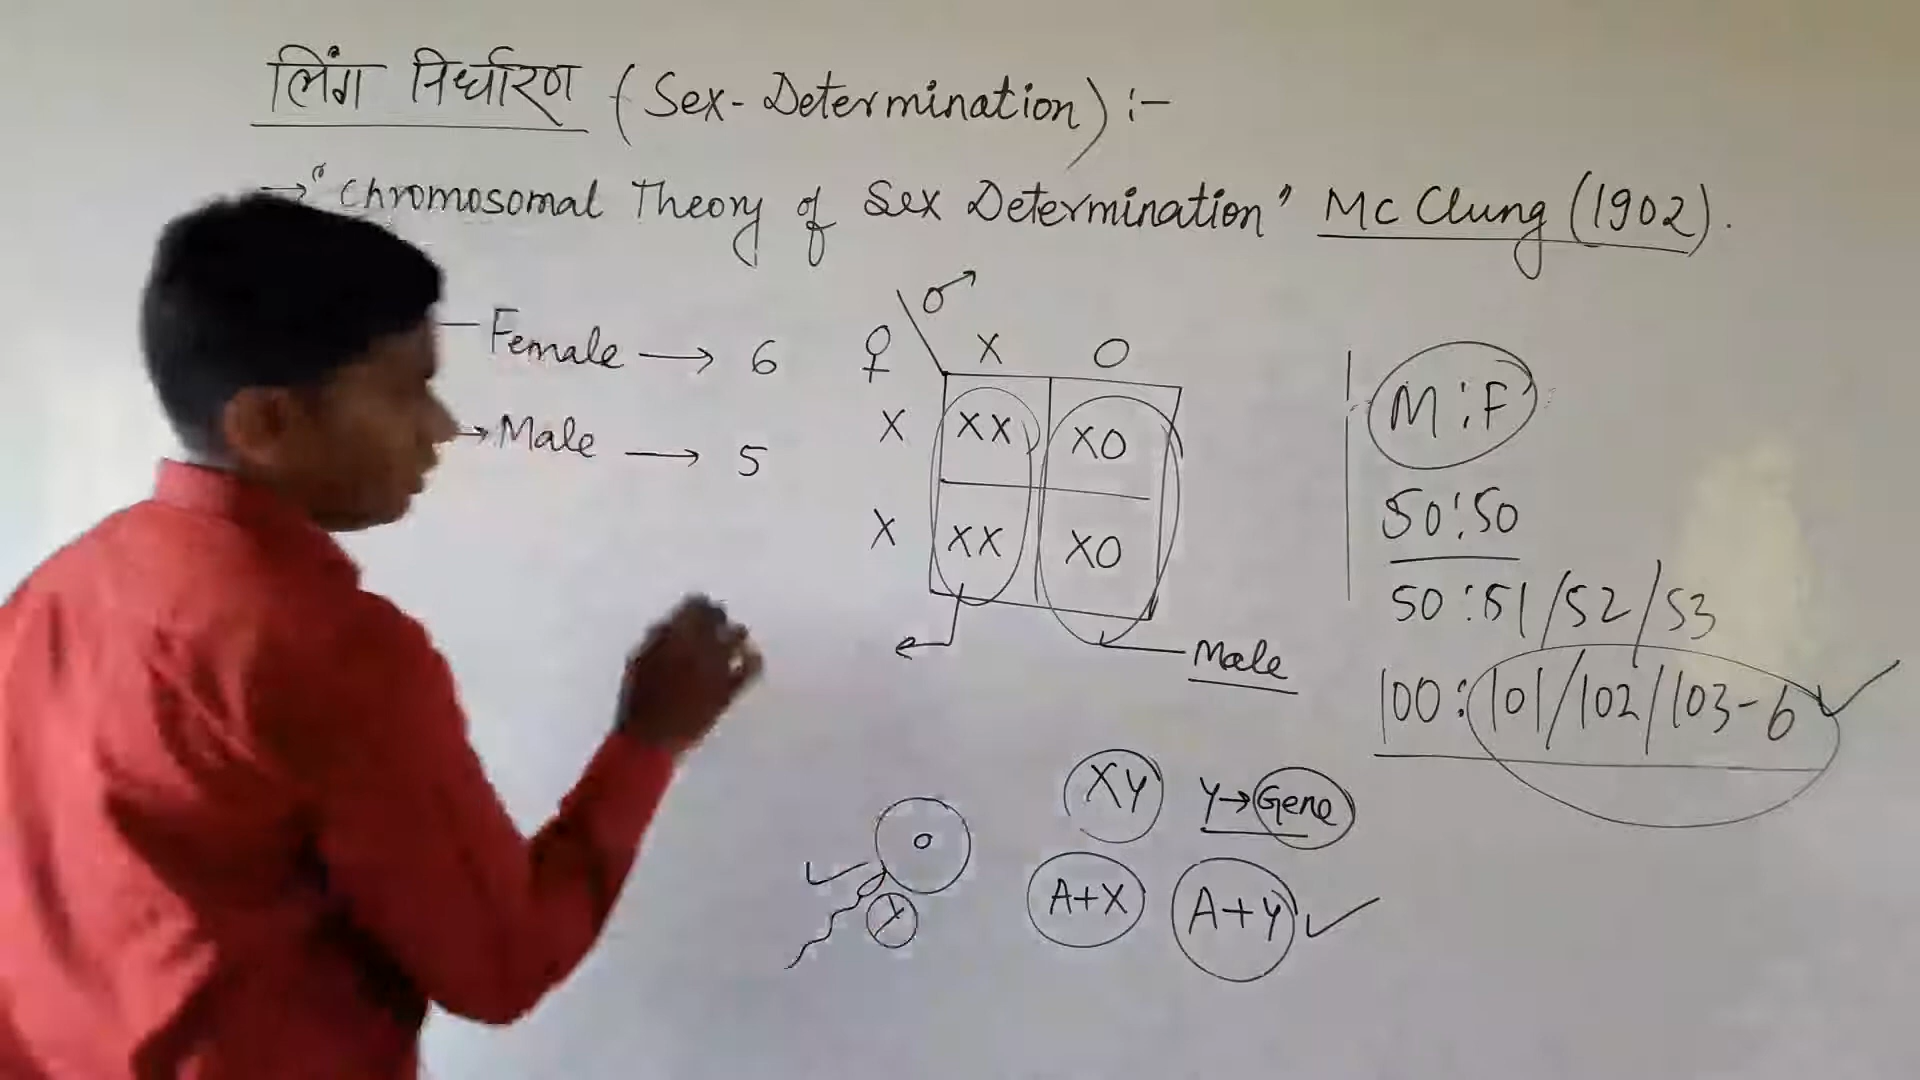 लिंग निर्धारण (Sex-Determination) :-
→ "Chromosomal Theory of Sex Determination" Mc Clung (1902).
Female → 6
→ Male → 5
♂
♀ X O
X XX XO
X XX XO
Male
M:F
50:50
50:51/52/53
100:101/102/103-6 ✓
XY Y→Gene
A+X A+Y ✓
Y